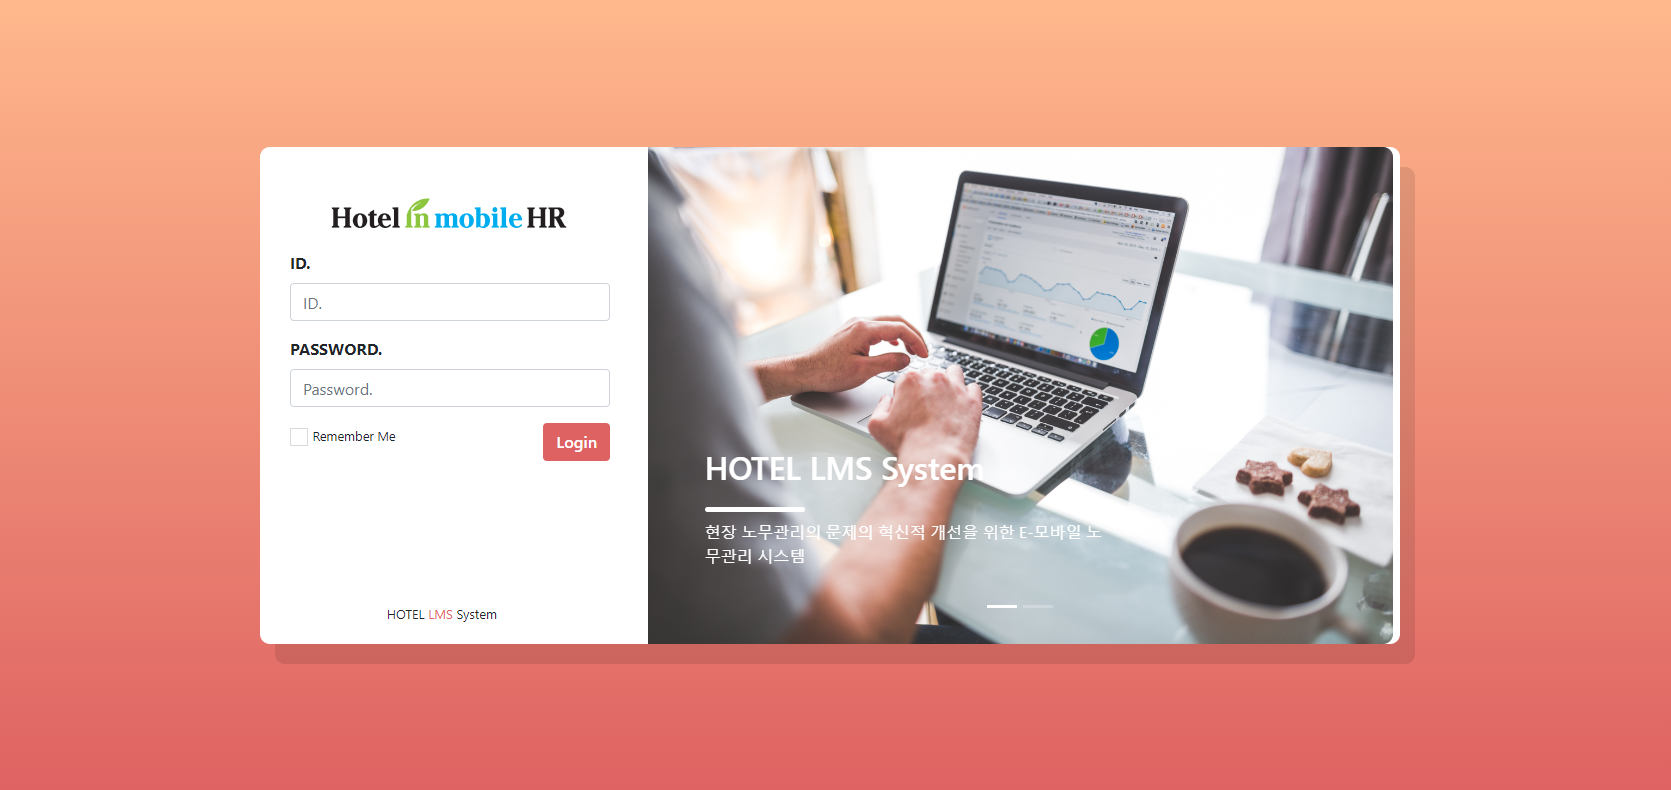 Hotel in mobile HR
ID.
ID.
PASSWORD.
Password.
Remember Me
Login
HOTEL LMS System
HOTEL LMS System
현장 노무관리의 문제의 혁신적 개선을 위한 E-모바일 노
무관리 시스템